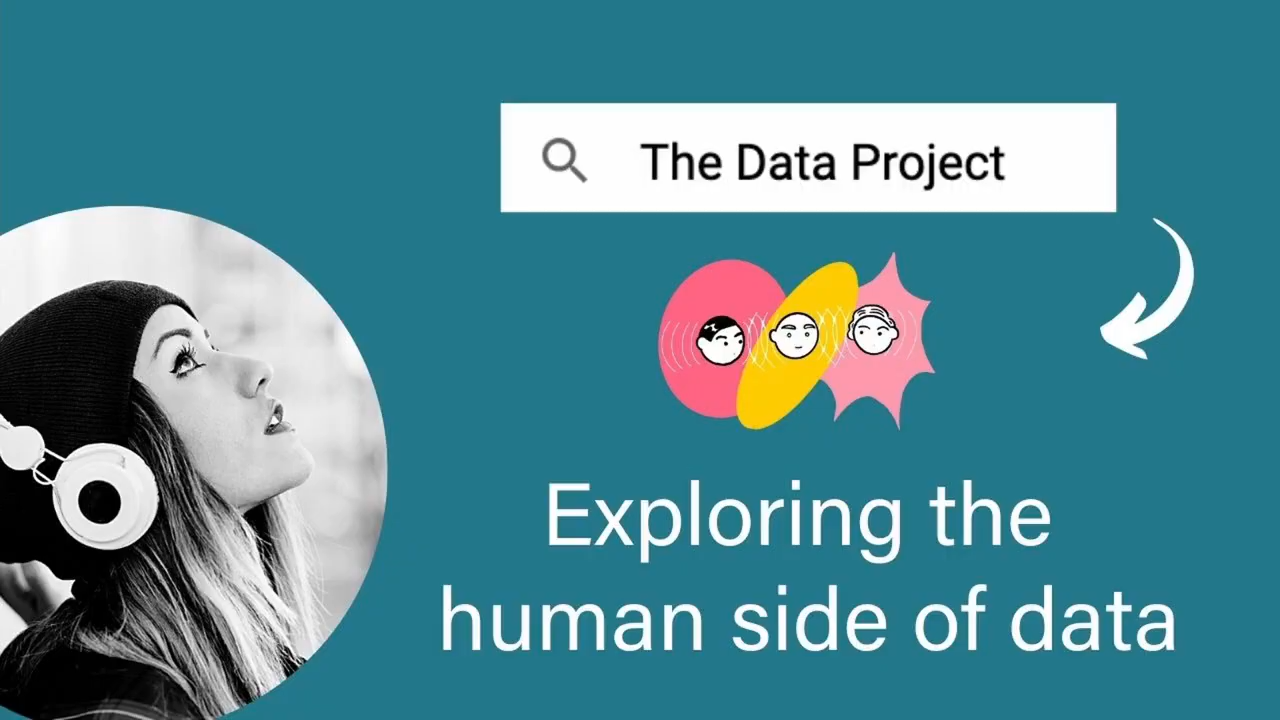 The Data Project
Exploring the
human side of data